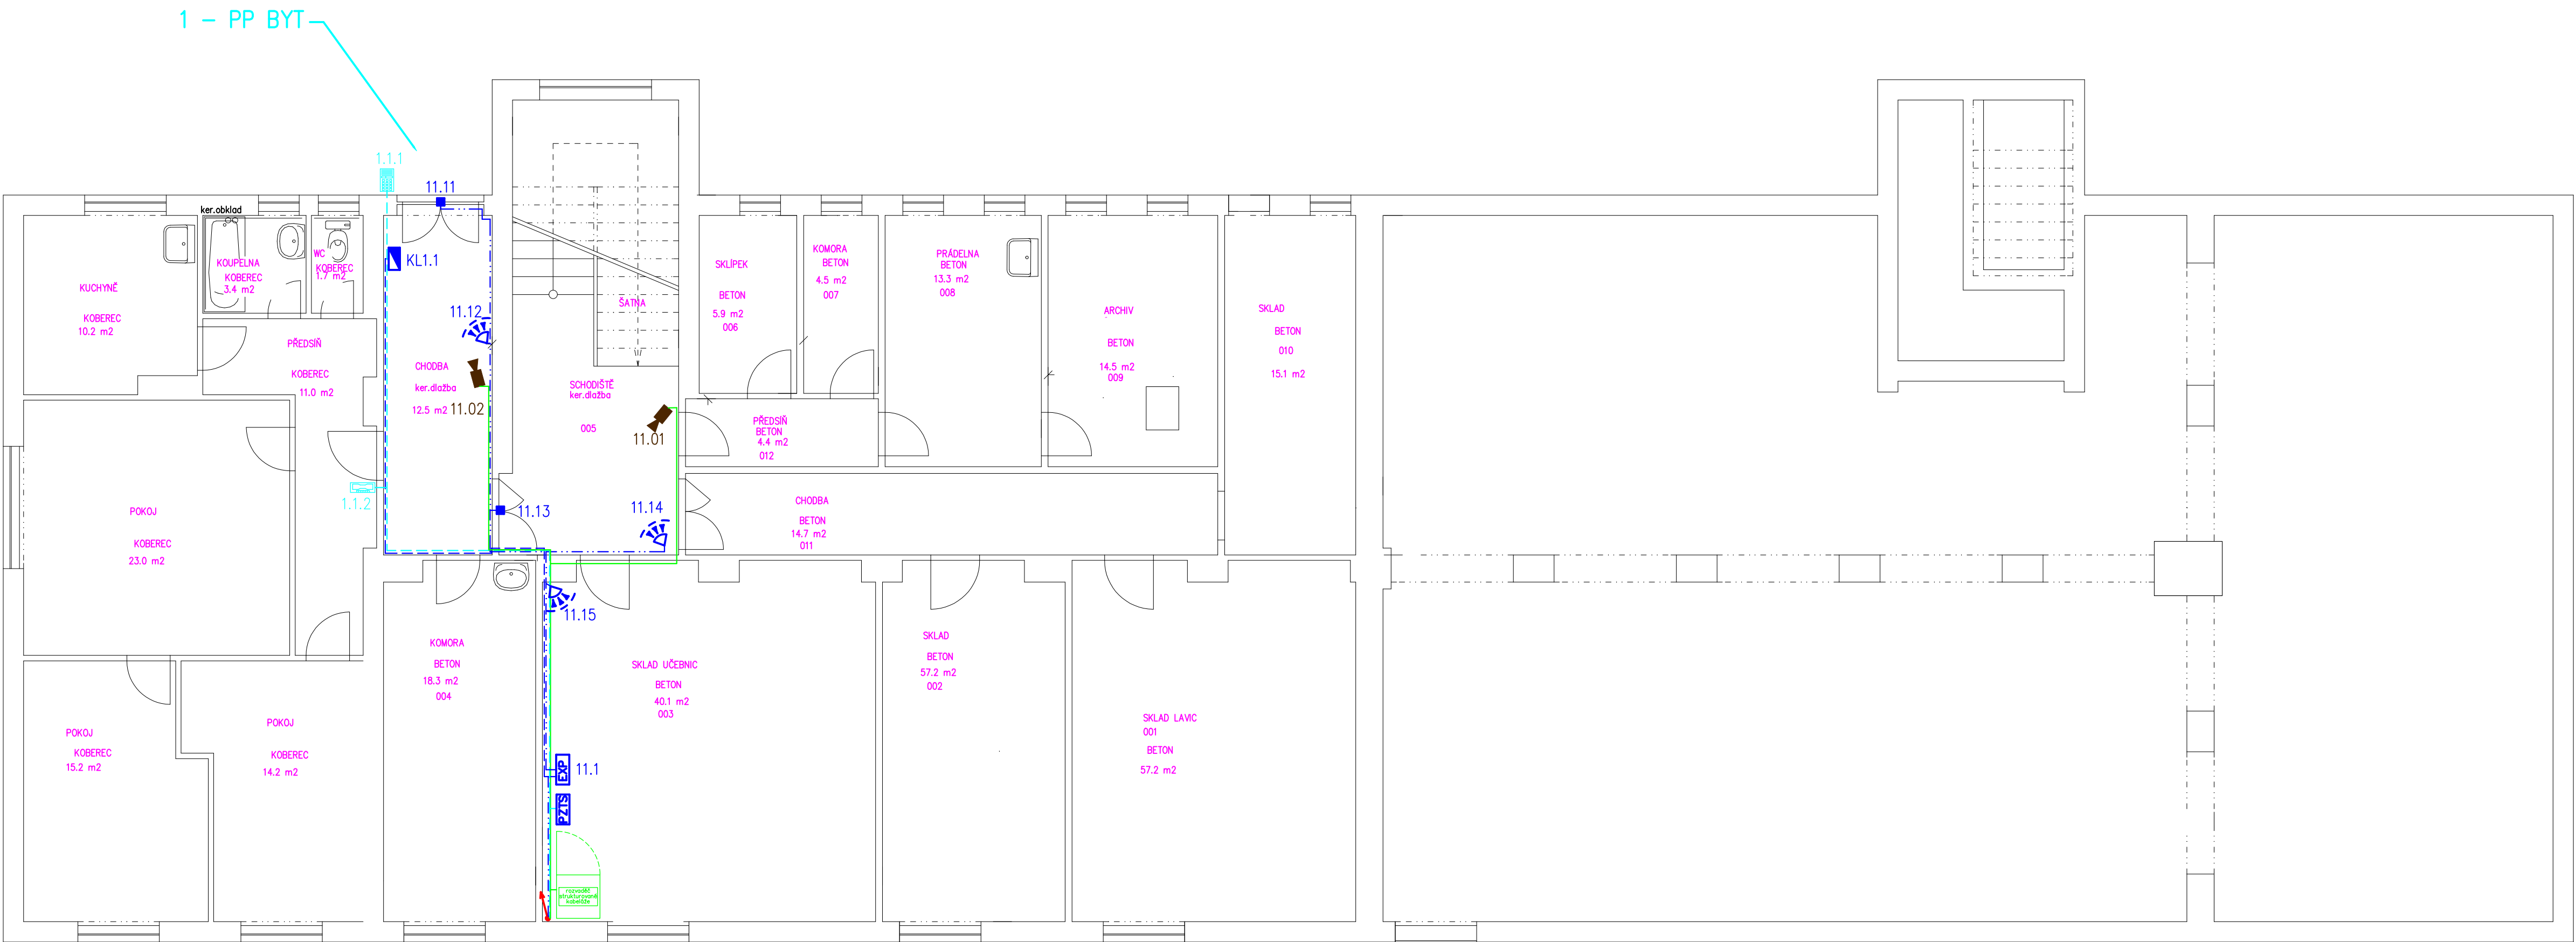 1 - PP BYT
1.1.1
11.11
ker.obklad
KUCHYNĚ
KOBEREC
10.2 m2
KOUPELNA
KOBEREC
3.4 m2
WC
KOBEREC
1.7 m2
KL1.1
11.12
PŘEDSÍŇ
KOBEREC
11.0 m2
CHODBA
ker.dlažba
12.5 m2
11.02
ŠATNA
SCHODIŠTĚ
ker.dlažba
005
11.01
SKLÍPEK
BETON
5.9 m2
006
KOMORA
BETON
4.5 m2
007
PRÁDELNA
BETON
13.3 m2
008
ARCHIV
BETON
14.5 m2
009
SKLAD
BETON
010
15.1 m2
PŘEDSÍŇ
BETON
4.4 m2
012
1.1.2
11.13
11.14
CHODBA
BETON
14.7 m2
011
POKOJ
KOBEREC
23.0 m2
11.15
KOMORA
BETON
18.3 m2
004
SKLAD UČEBNIC
BETON
40.1 m2
003
SKLAD
BETON
57.2 m2
002
SKLAD LAVIC
001
BETON
57.2 m2
POKOJ
KOBEREC
15.2 m2
POKOJ
KOBEREC
14.2 m2
EXP
11.1
PZTS
rozvaděč
strukturované
kabeláže